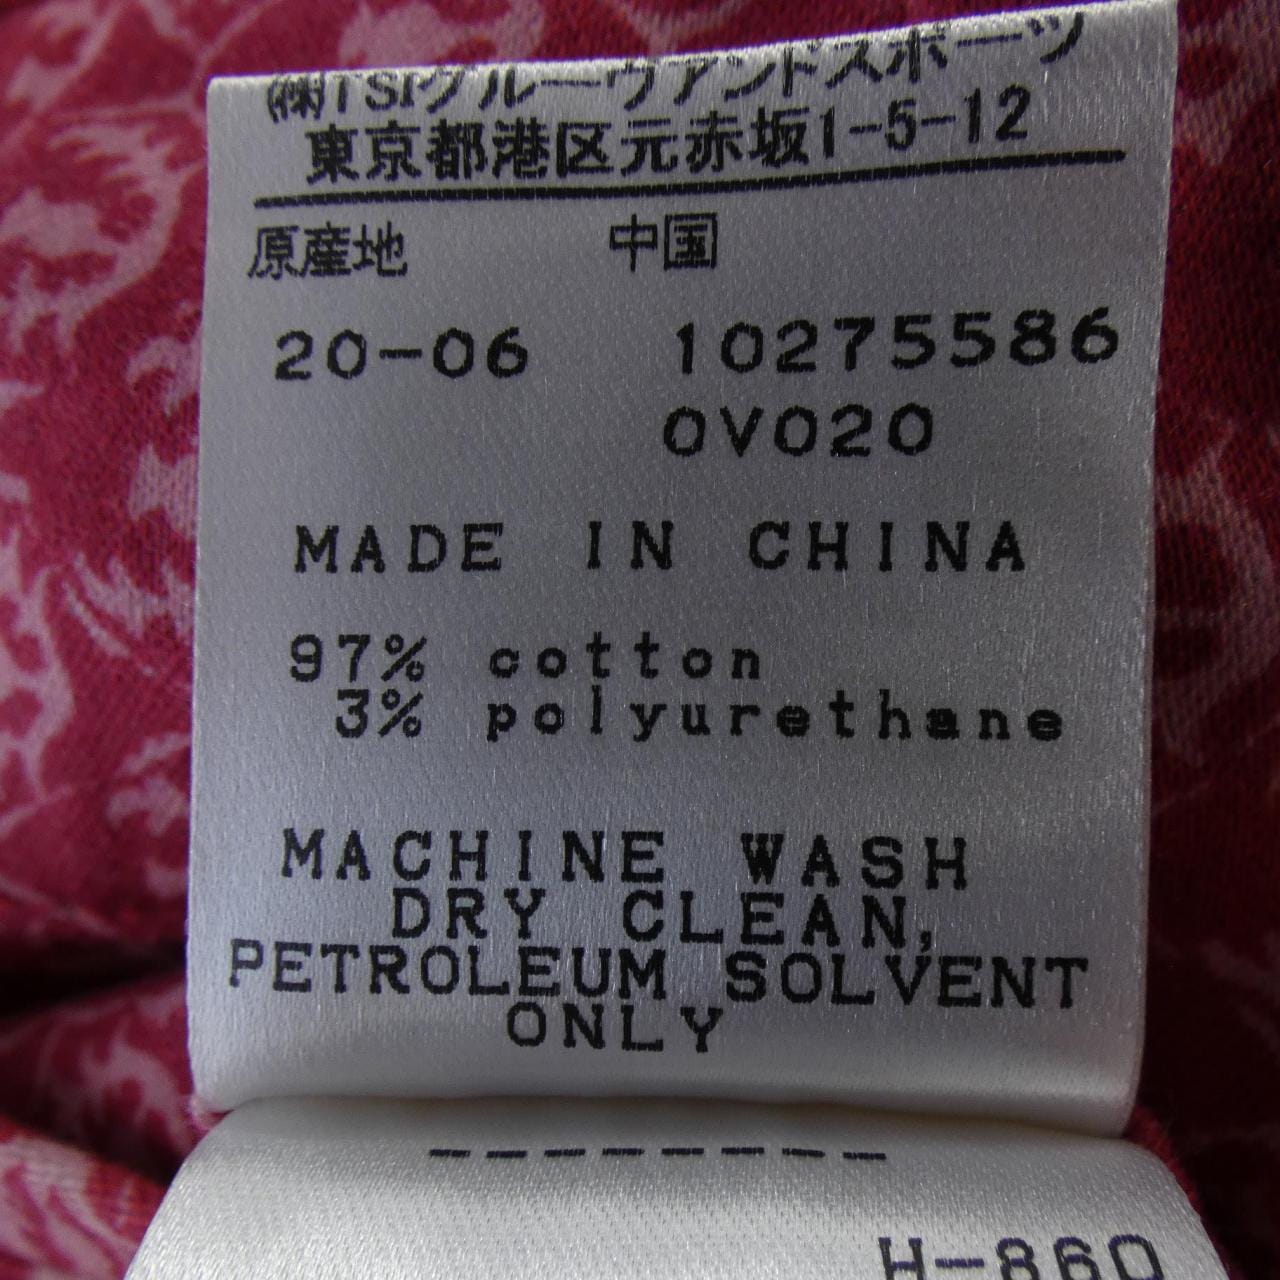 ㈱TSIグルーヴアンドスポーツ
東京都港区元赤坂1-5-12
原産地 中国
20-06 10275586
0V020
MADE IN CHINA
97% cotton
3% polyurethane
MACHINE WASH
DRY CLEAN,
PETROLEUM SOLVENT
ONLY
--------
H-860